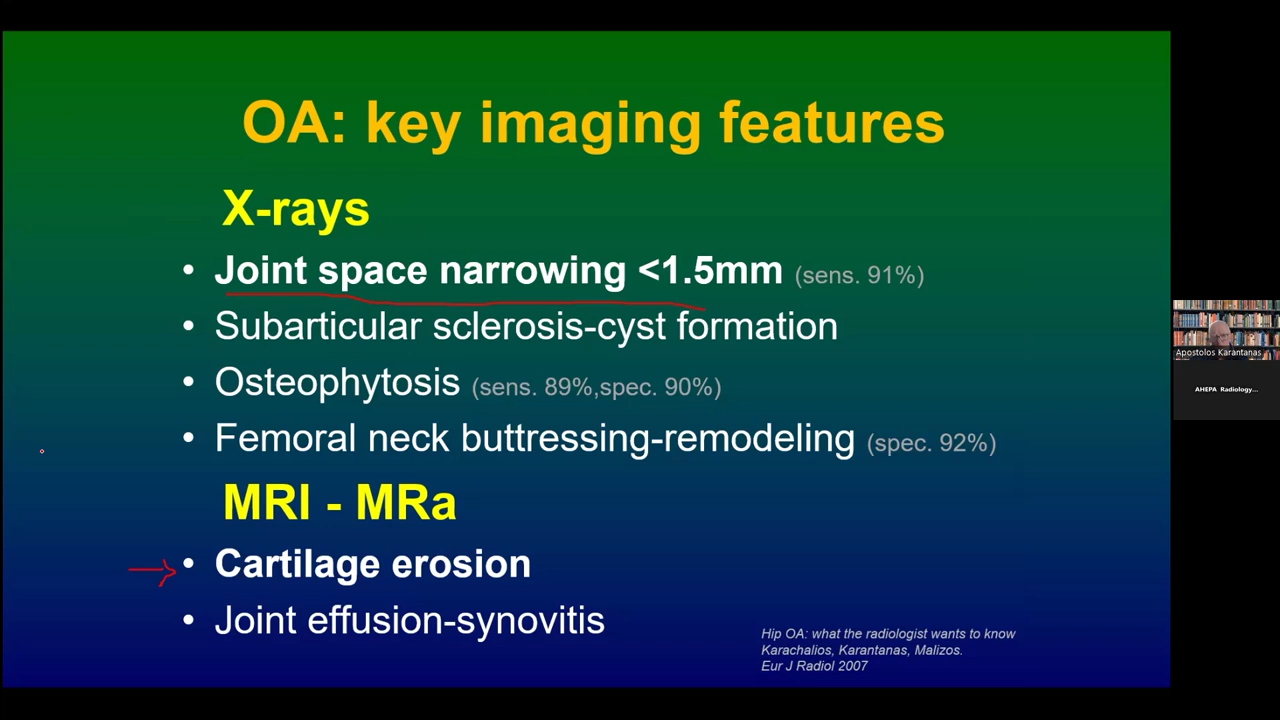 OA: key imaging features
X-rays
• Joint space narrowing <1.5mm (sens. 91%)
• Subarticular sclerosis-cyst formation
• Osteophytosis (sens. 89%,spec. 90%)
• Femoral neck buttressing-remodeling (spec. 92%)
MRI - MRa
• Cartilage erosion
• Joint effusion-synovitis
Hip OA: what the radiologist wants to know
Karachalios, Karantanas, Malizos.
Eur J Radiol 2007
Apostolos Karantanas
AHEPA Radiology...